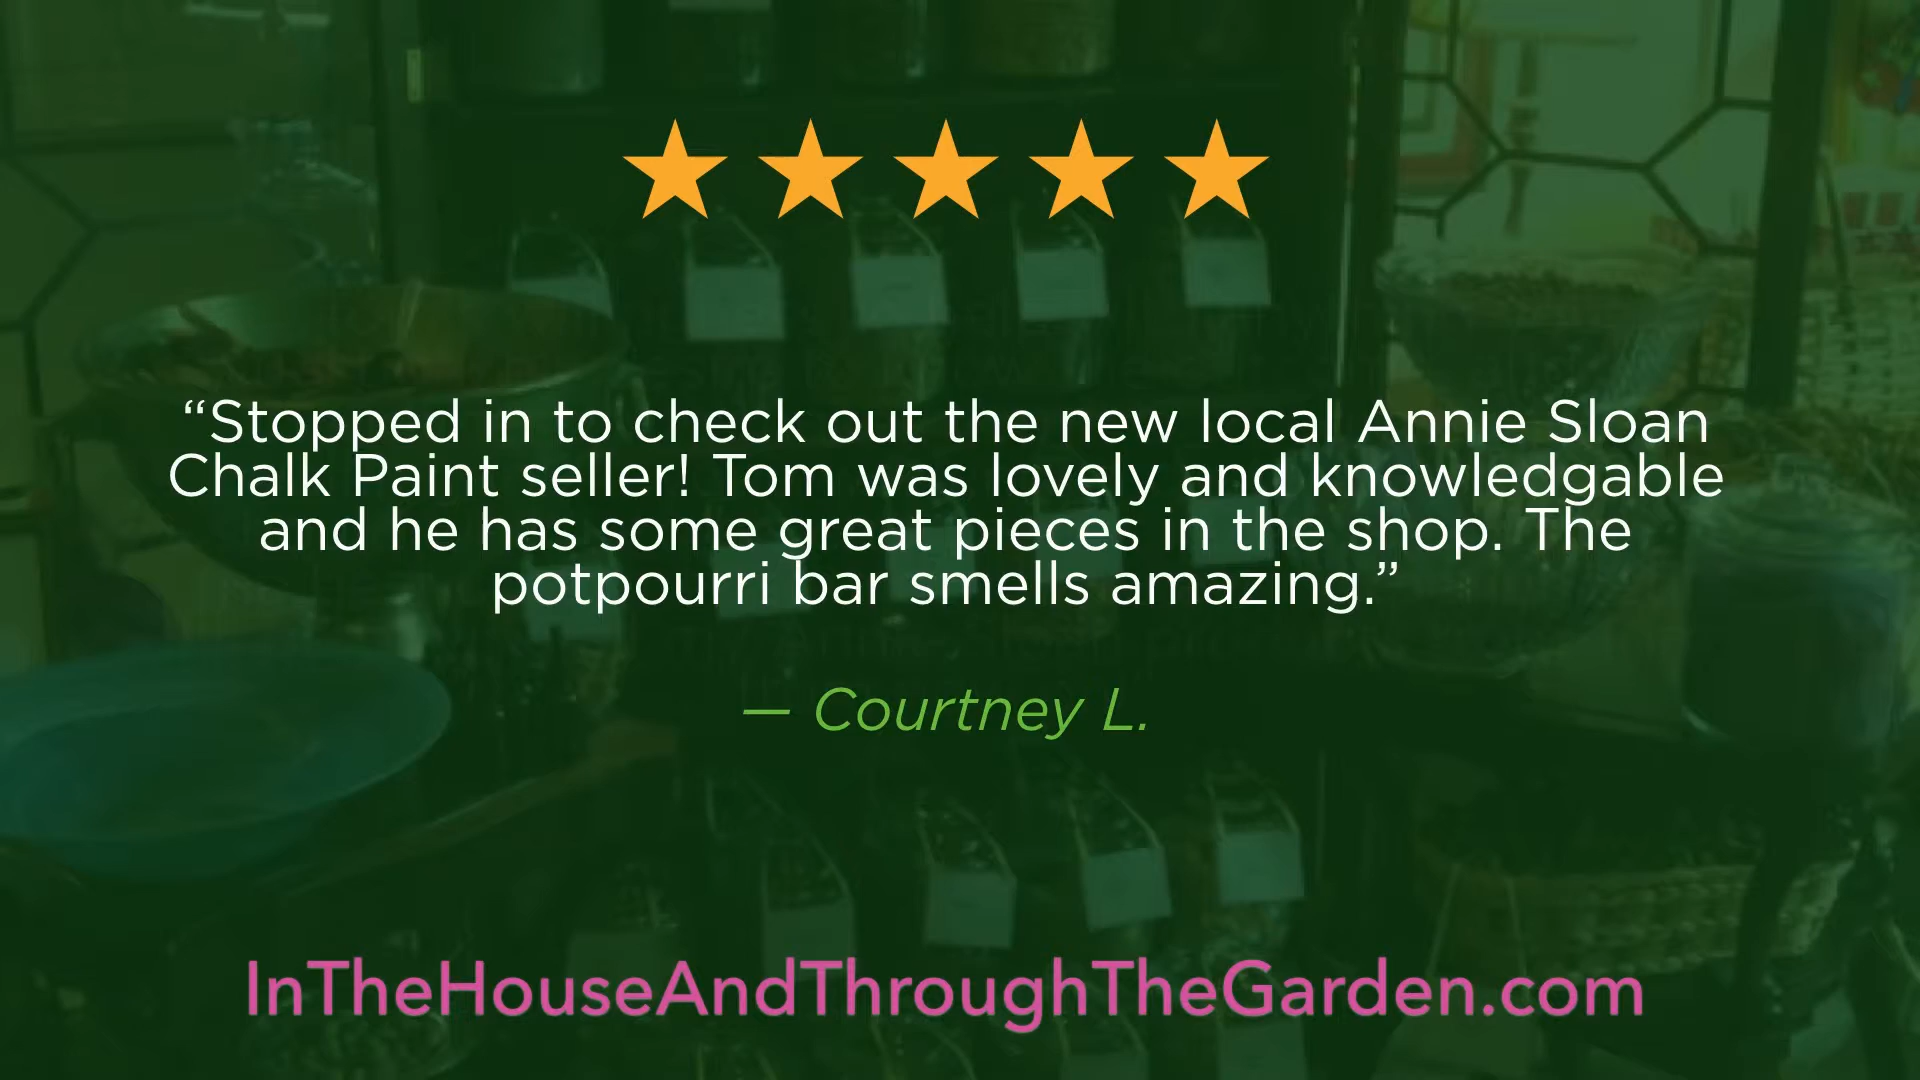 “Stopped in to check out the new local Annie Sloan
Chalk Paint seller! Tom was lovely and knowledgable
and he has some great pieces in the shop. The
potpourri bar smells amazing.”
— Courtney L.
InTheHouseAndThroughTheGarden.com